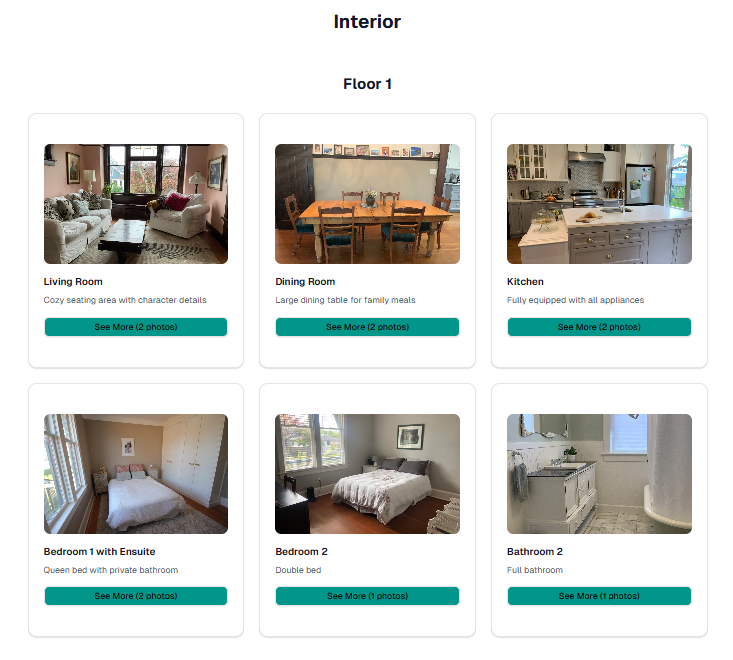 Interior
Floor 1
Living Room
Cozy seating area with character details
See More (2 photos)
Dining Room
Large dining table for family meals
See More (2 photos)
Kitchen
Fully equipped with all appliances
See More (2 photos)
Bedroom 1 with Ensuite
Queen bed with private bathroom
See More (2 photos)
Bedroom 2
Double bed
See More (1 photos)
Bathroom 2
Full bathroom
See More (1 photos)